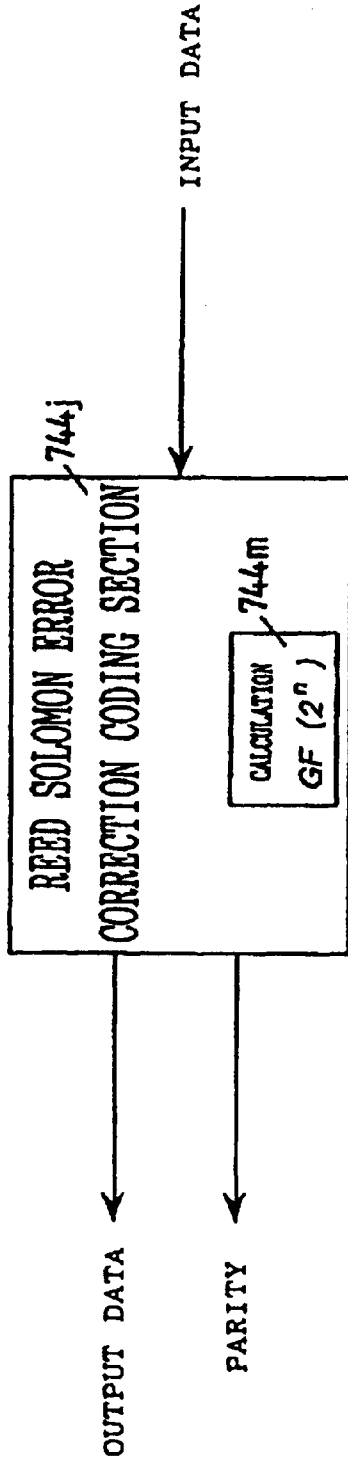 REED SOLOMON ERROR
CORRECTION CODING SECTION
744j
CALCULATION
GF (2ⁿ)
744m
INPUT DATA
OUTPUT DATA
PARITY